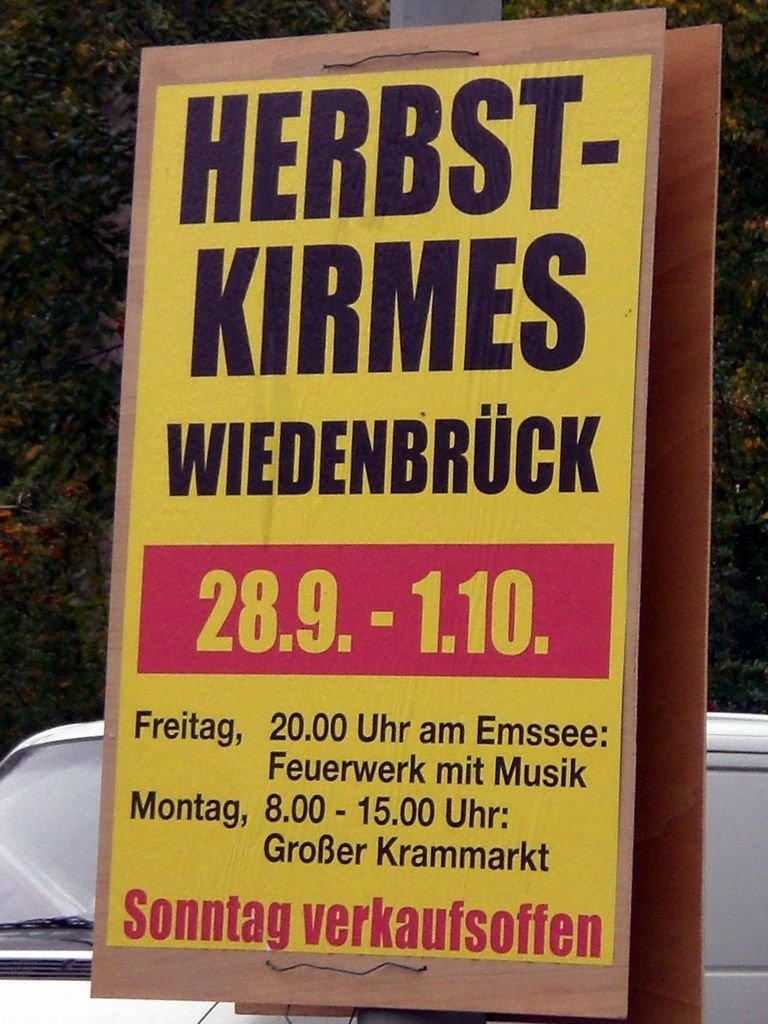 HERBST-
KIRMES
WIEDENBRÜCK
28.9. - 1.10.
Freitag, 20.00 Uhr am Emssee:
Feuerwerk mit Musik
Montag, 8.00 - 15.00 Uhr:
Großer Krammarkt
Sonntag verkaufsoffen